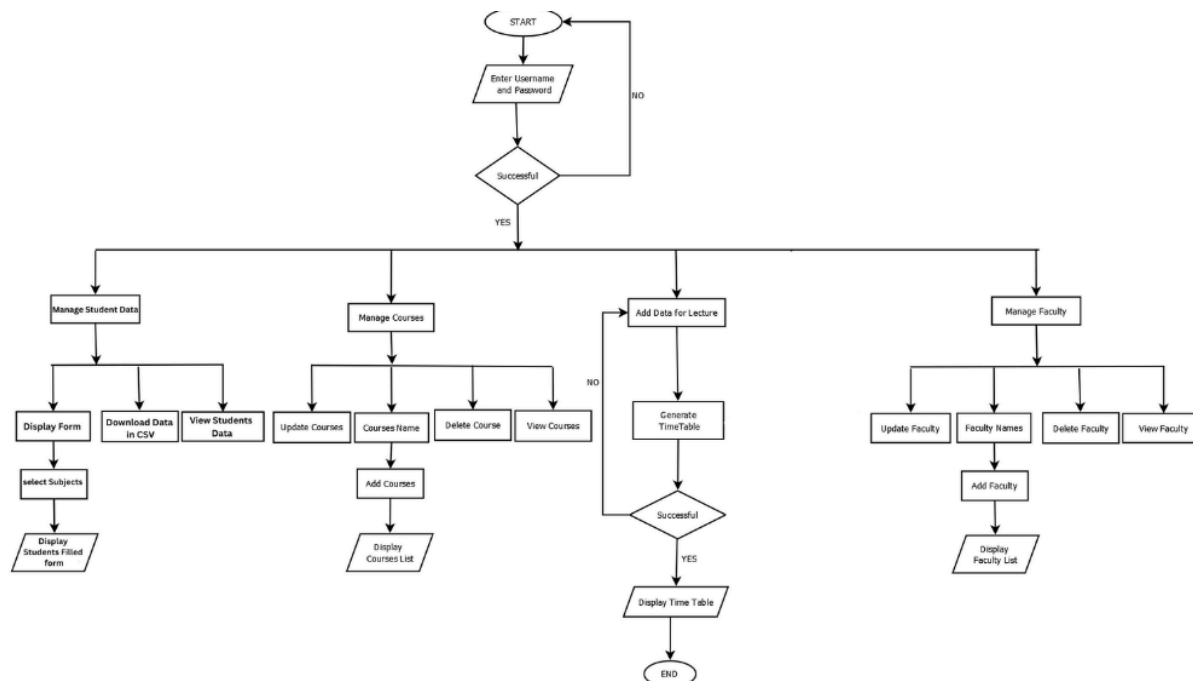 START
Enter Username
and Password
NO
Successful
YES
Manage Student Data
Manage Courses
Add Data for Lecture
Manage Faculty
NO
Display Form
Download Data
in CSV
View Students
Data
Update Courses
Courses Name
Delete Course
View Courses
Generate
TimeTable
Update Faculty
Faculty Names
Delete Faculty
View Faculty
select Subjects
Add Courses
Add Faculty
Successful
Display
Students Filled
form
Display
Courses List
Display
Faculty List
YES
Display Time Table
END